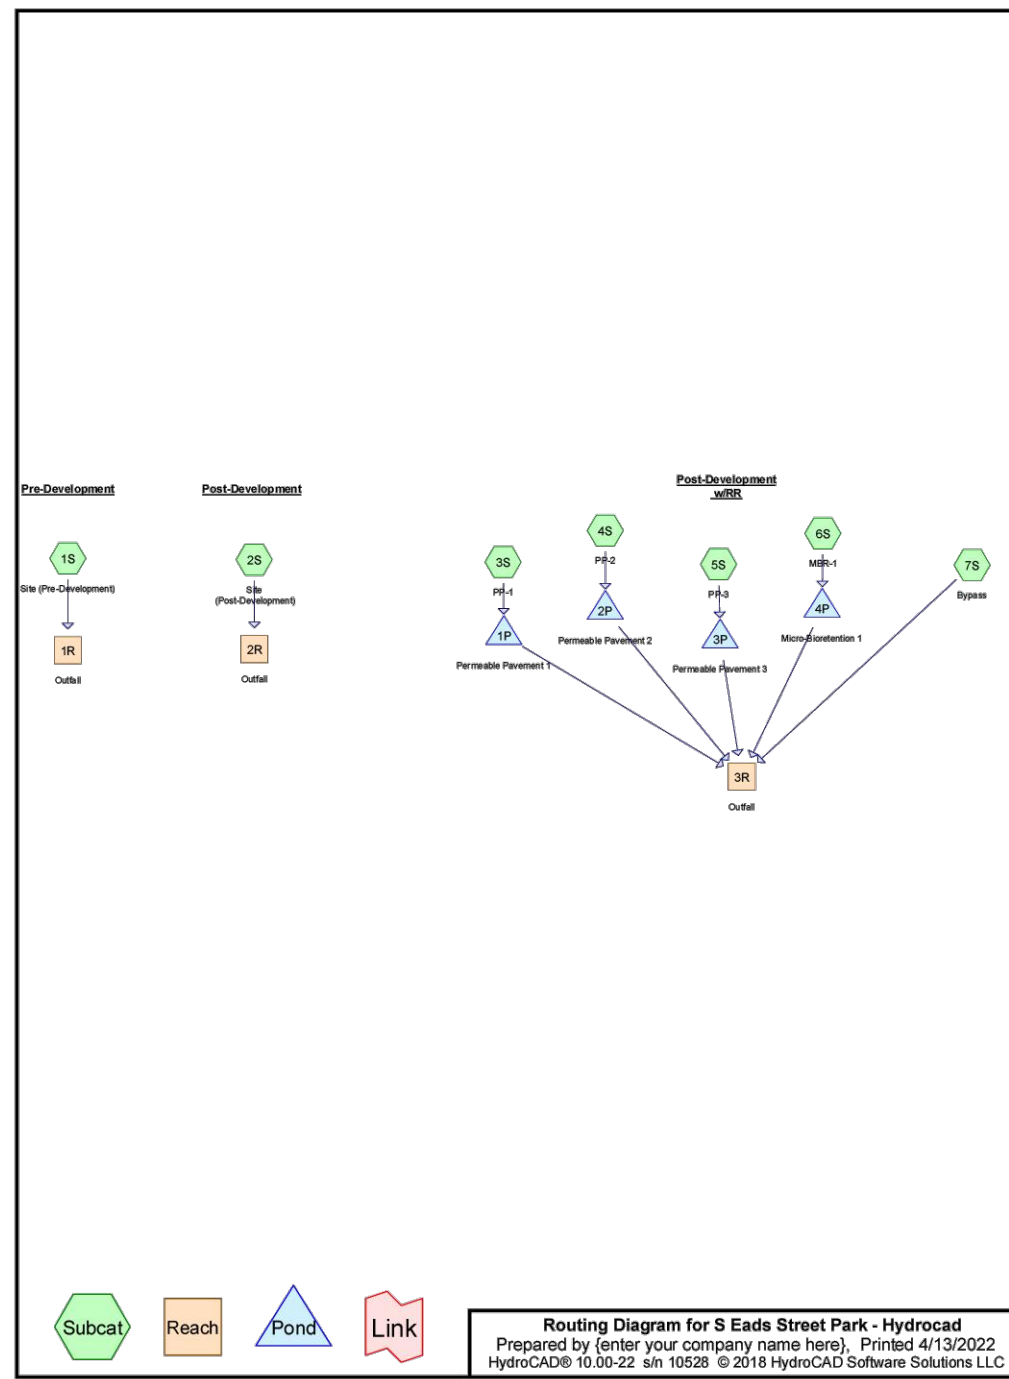 Pre-Development
1S
Site (Pre-Development)
1R
Outfall
Post-Development
2S
Site
(Post-Development)
2R
Outfall
Post-Development
w/RR
3S
PP-1
1P
Permeable Pavement 1
4S
PP-2
2P
Permeable Pavement 2
5S
PP-3
3P
Permeable Pavement 3
6S
MBR-1
4P
Micro-Bioretention 1
7S
Bypass
3R
Outfall
Subcat
Reach
Pond
Link
Routing Diagram for S Eads Street Park - Hydrocad
Prepared by {enter your company name here}, Printed 4/13/2022
HydroCAD® 10.00-22 s/n 10528 © 2018 HydroCAD Software Solutions LLC